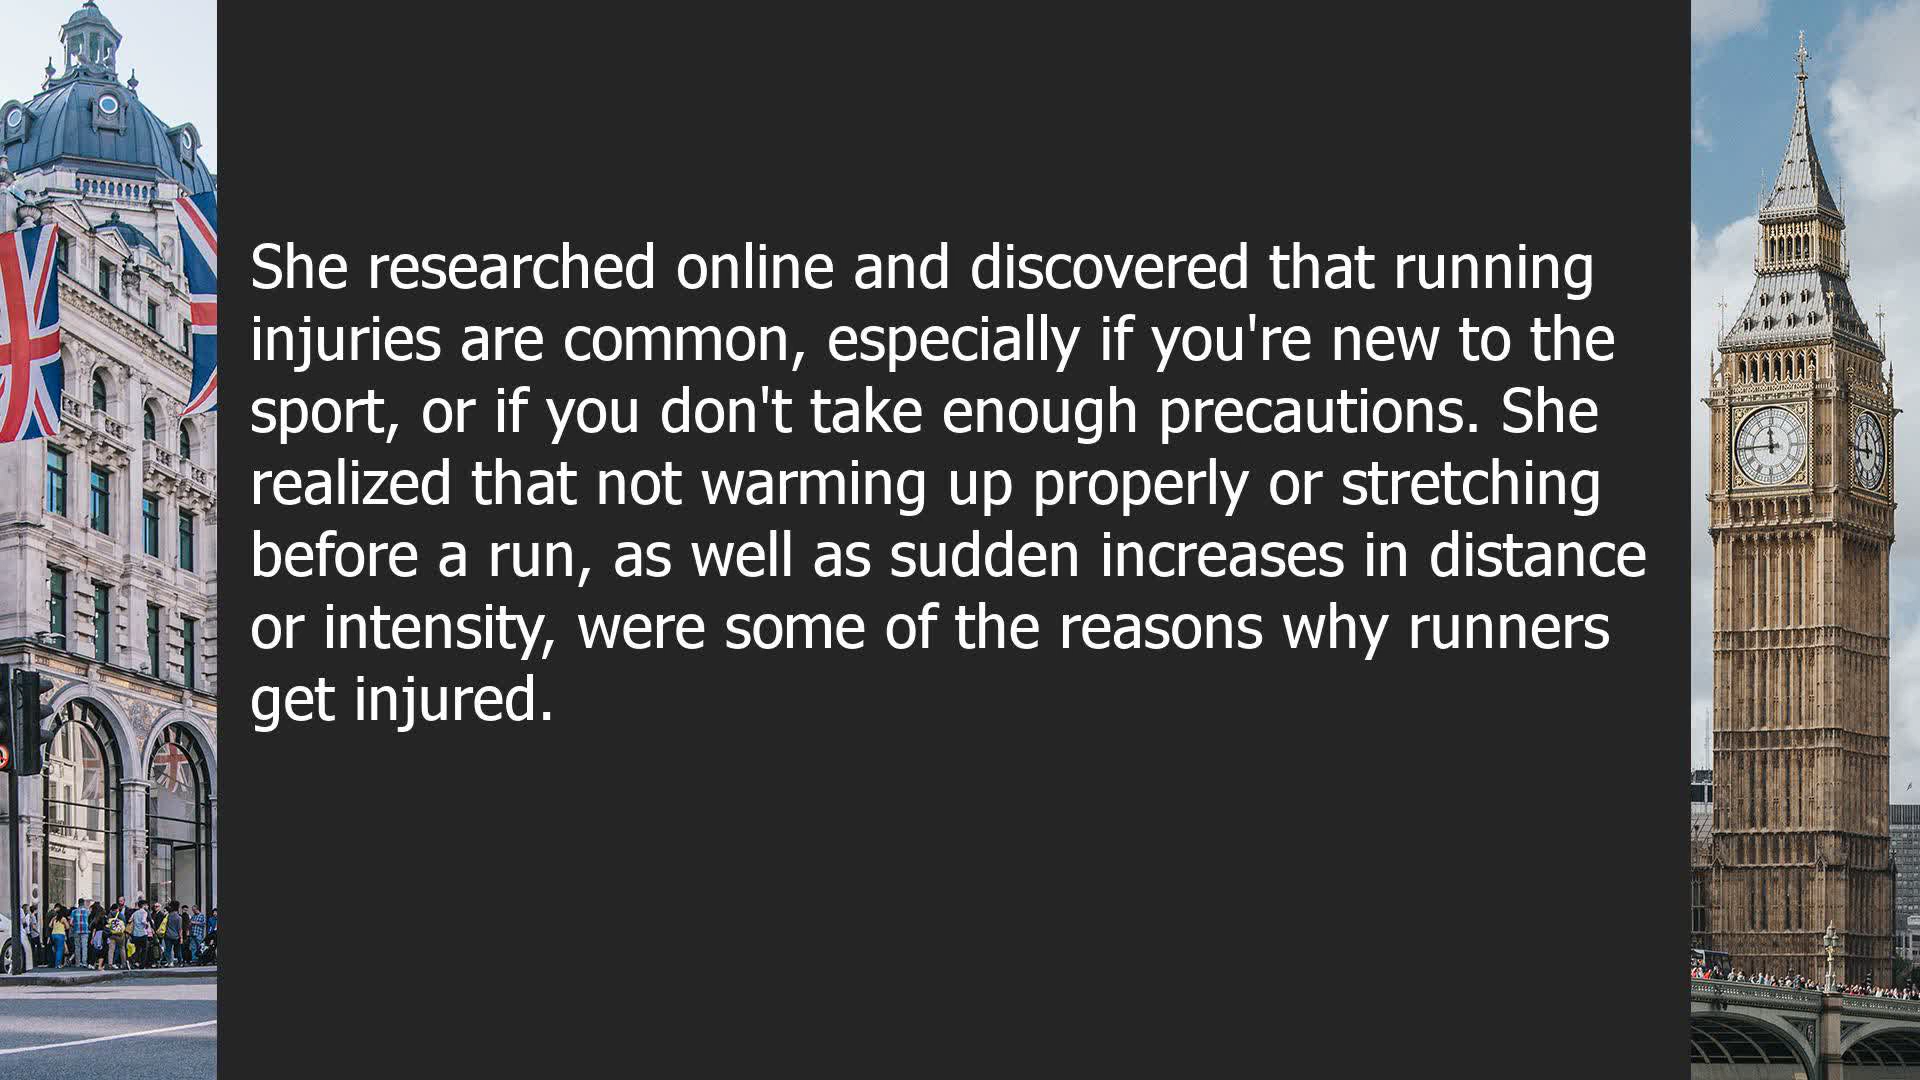 She researched online and discovered that running
injuries are common, especially if you're new to the
sport, or if you don't take enough precautions. She
realized that not warming up properly or stretching
before a run, as well as sudden increases in distance
or intensity, were some of the reasons why runners
get injured.